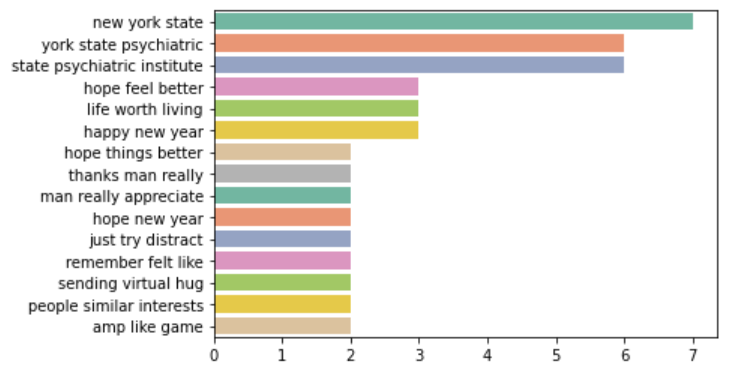 new york state
york state psychiatric
state psychiatric institute
hope feel better
life worth living
happy new year
hope things better
thanks man really
man really appreciate
hope new year
just try distract
remember felt like
sending virtual hug
people similar interests
amp like game
0 1 2 3 4 5 6 7